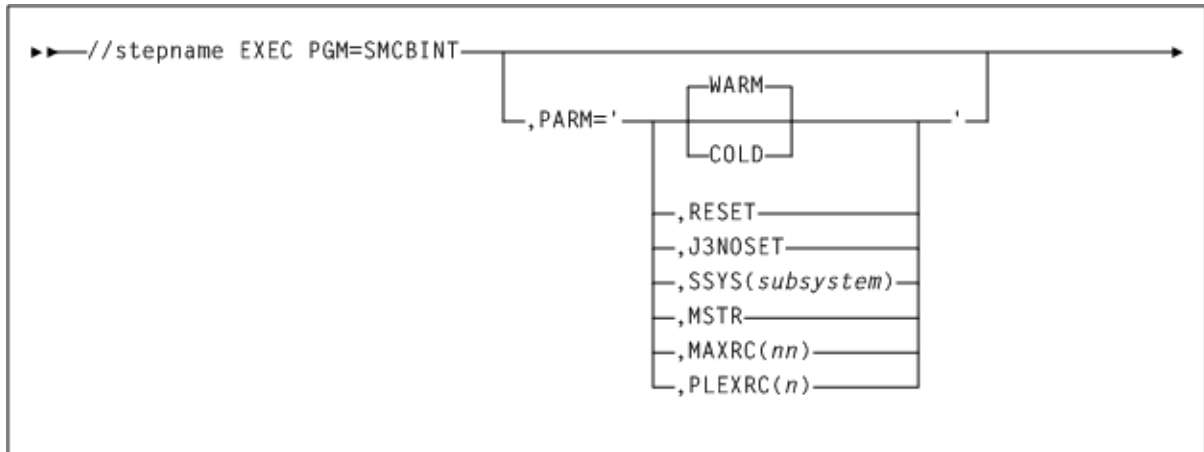 //stepname EXEC PGM=SMCBINT
WARM
,PARM=' '
COLD
,RESET
,J3NOSET
,SSYS(subsystem)
,MSTR
,MAXRC(nn)
,PLEXRC(n)